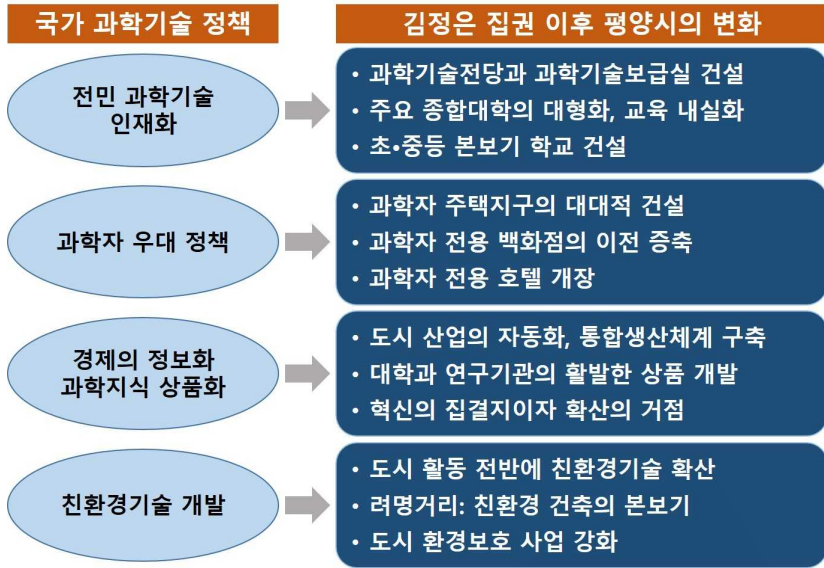 국가 과학기술 정책
김정은 집권 이후 평양시의 변화
전민 과학기술
인재화
• 과학기술전당과 과학기술보급실 건설
• 주요 종합대학의 대형화, 교육 내실화
• 초•중등 본보기 학교 건설
과학자 우대 정책
• 과학자 주택지구의 대대적 건설
• 과학자 전용 백화점의 이전 증축
• 과학자 전용 호텔 개장
경제의 정보화
과학지식 상품화
• 도시 산업의 자동화, 통합생산체계 구축
• 대학과 연구기관의 활발한 상품 개발
• 혁신의 집결지이자 확산의 거점
친환경기술 개발
• 도시 활동 전반에 친환경기술 확산
• 려명거리: 친환경 건축의 본보기
• 도시 환경보호 사업 강화